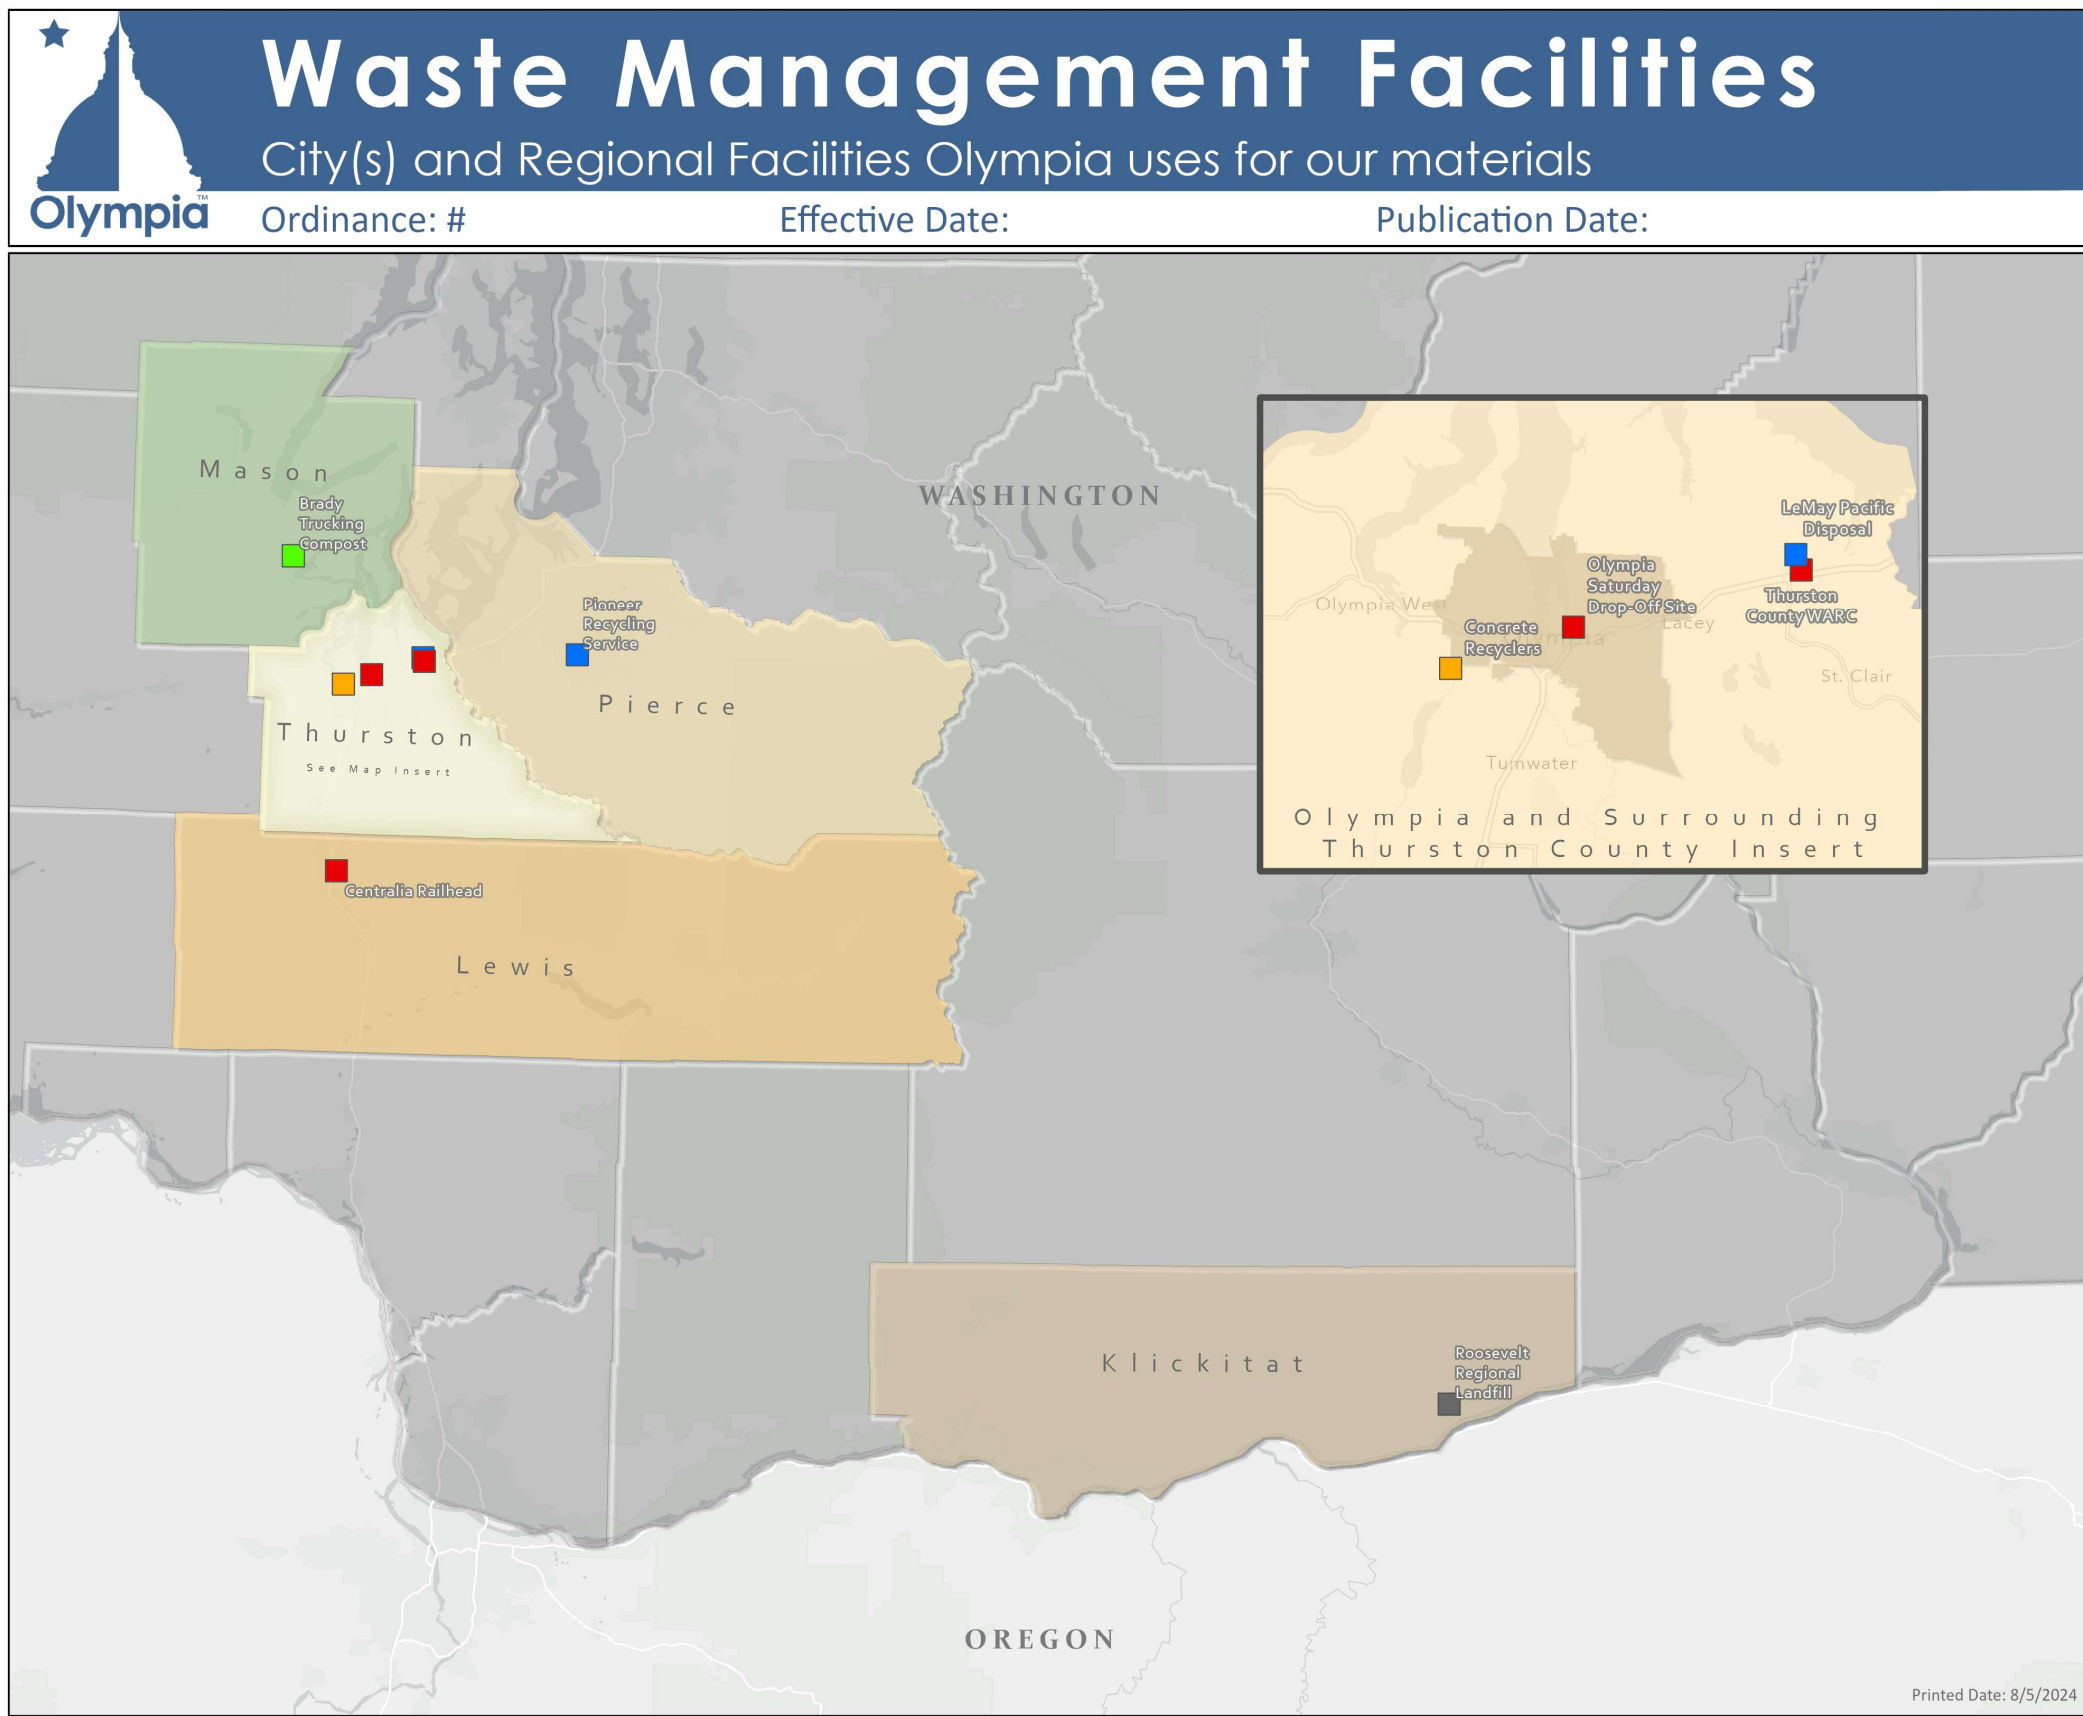 Waste Management Facilities
City(s) and Regional Facilities Olympia uses for our materials
Olympia™
Ordinance: #
Effective Date:
Publication Date:
Mason
Brady
Trucking
Compost
WASHINGTON
Pioneer
Recycling
Service
Pierce
Thurston
See Map Insert
Centralia Railhead
Lewis
LeMay Pacific
Disposal
Olympia
Saturday
Drop-Off Site
Thurston
County WARC
Olympia West
Lacey
Concrete
Recyclers
Olympia
St. Clair
Tumwater
Olympia and Surrounding
Thurston County Insert
Klickitat
Roosevelt
Regional
Landfill
OREGON
Printed Date: 8/5/2024